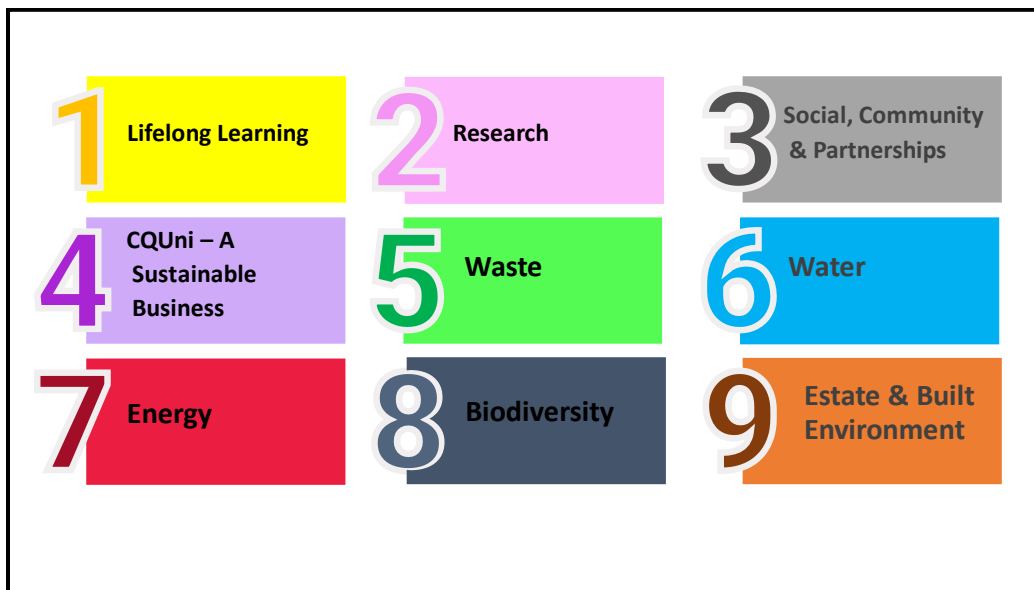 1
Lifelong Learning
2
Research
3
Social, Community
& Partnerships
4
CQUni – A
Sustainable
Business
5
Waste
6
Water
7
Energy
8
Biodiversity
9
Estate & Built
Environment